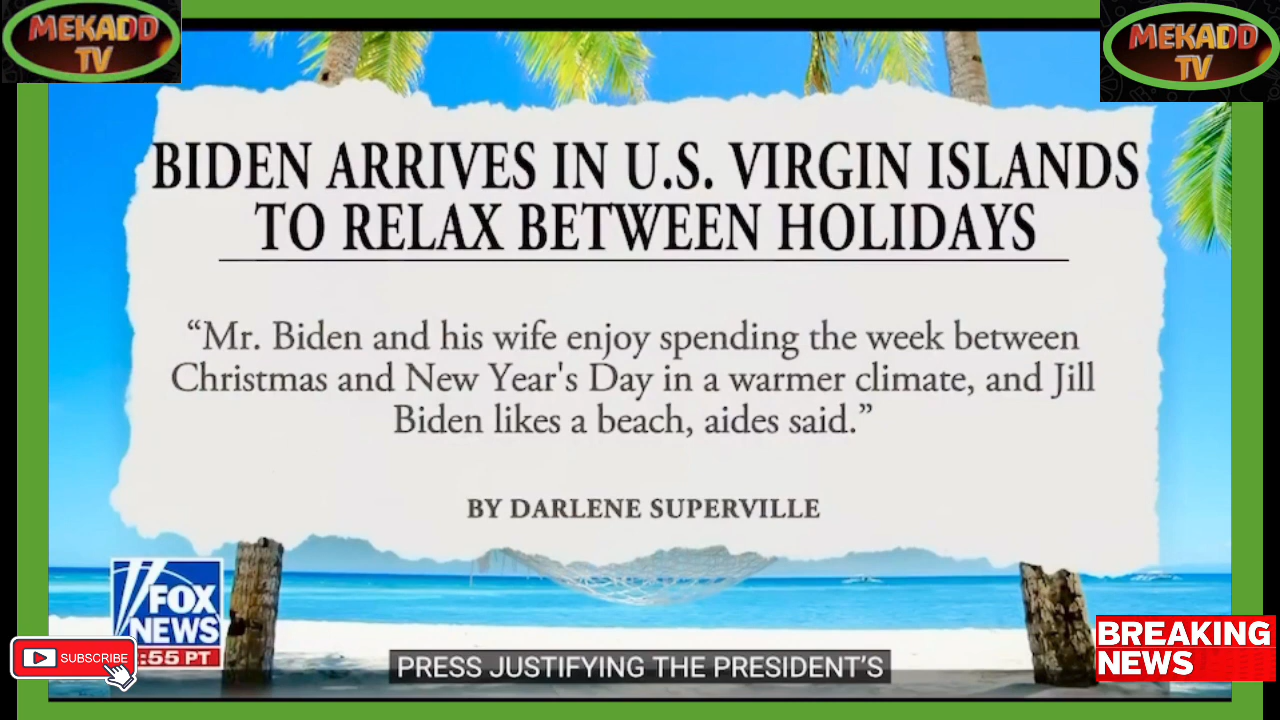 MEKADD
TV
MEKADD
TV
BIDEN ARRIVES IN U.S. VIRGIN ISLANDS
TO RELAX BETWEEN HOLIDAYS
“Mr. Biden and his wife enjoy spending the week between
Christmas and New Year's Day in a warmer climate, and Jill
Biden likes a beach, aides said.”
BY DARLENE SUPERVILLE
FOX
NEWS
:55 PT
SUBSCRIBE
PRESS JUSTIFYING THE PRESIDENT’S
BREAKING
NEWS